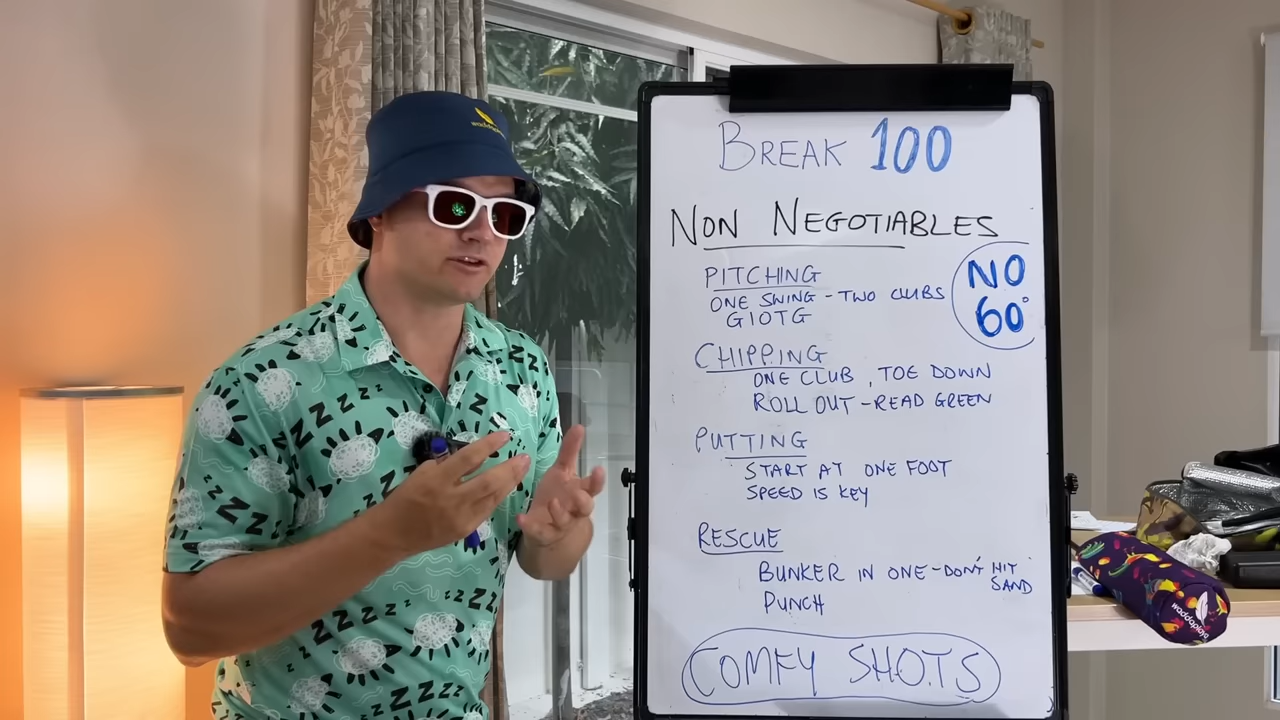 BREAK 100
NON NEGOTIABLES
PITCHING
ONE SWING - TWO CLUBS
GIOTG
NO
60°
CHIPPING
ONE CLUB, TOE DOWN
ROLL OUT - READ GREEN
PUTTING
START AT ONE FOOT
SPEED IS KEY
RESCUE
BUNKER IN ONE - DON'T HIT
SAND
PUNCH
COMFY SHOTS
waddaplaya